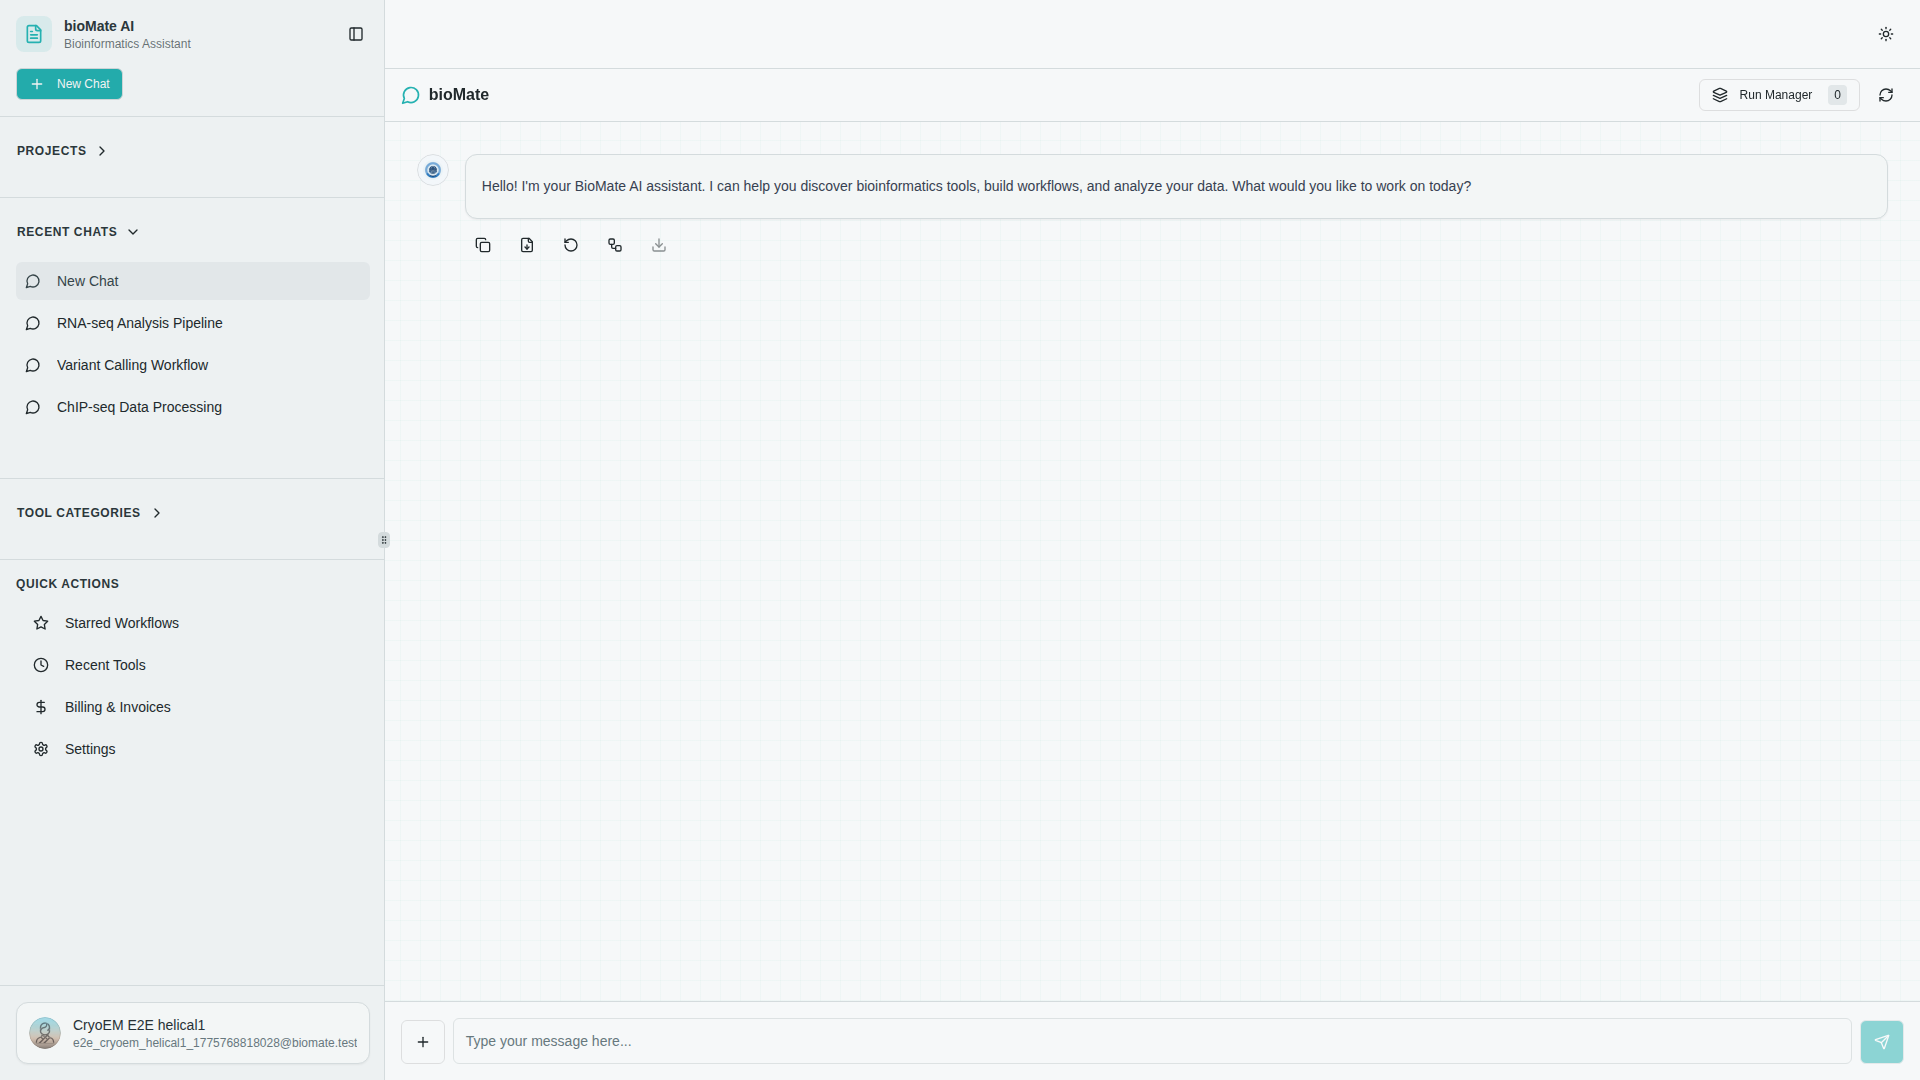 bioMate AI
Bioinformatics Assistant
New Chat
PROJECTS
RECENT CHATS
New Chat
RNA-seq Analysis Pipeline
Variant Calling Workflow
ChIP-seq Data Processing
TOOL CATEGORIES
QUICK ACTIONS
Starred Workflows
Recent Tools
Billing & Invoices
Settings
CryoEM E2E helical1
e2e_cryoem_helical1_1775768818028@biomate.test
bioMate
Run Manager 0
Hello! I'm your BioMate AI assistant. I can help you discover bioinformatics tools, build workflows, and analyze your data. What would you like to work on today?
Type your message here...